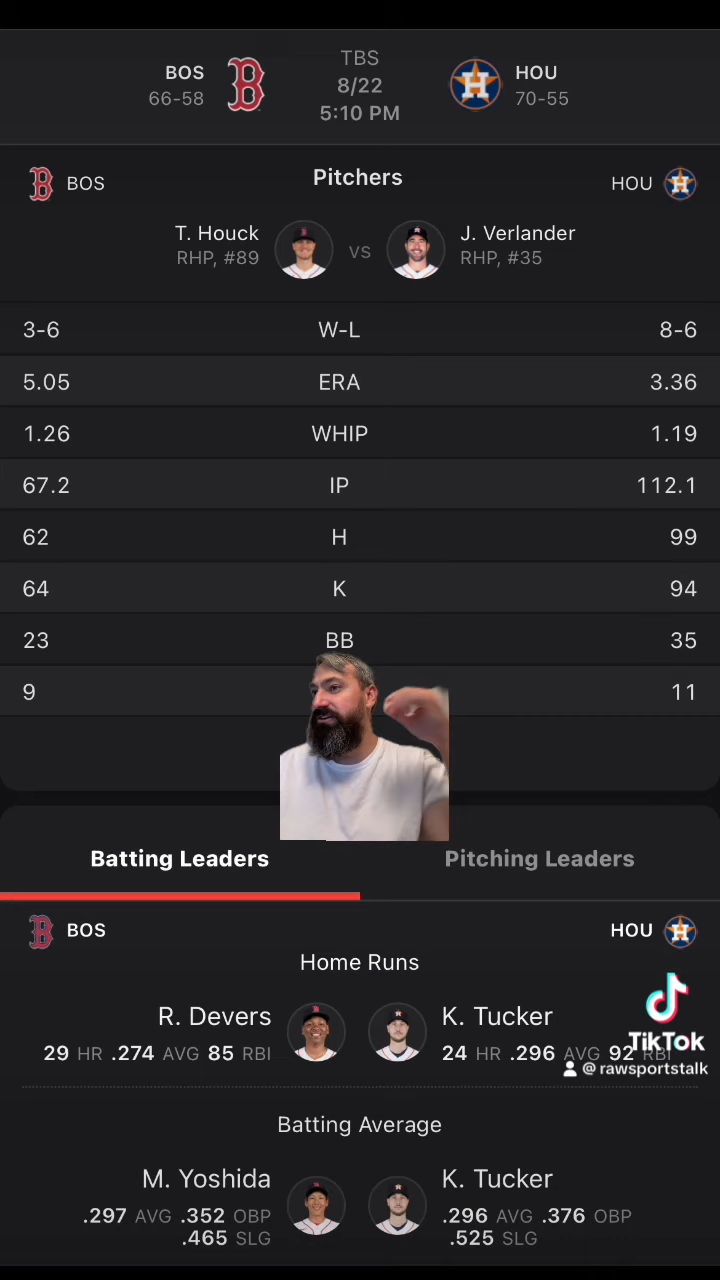 TBS
BOS 8/22 HOU
66-58 5:10 PM 70-55
BOS Pitchers HOU
T. Houck J. Verlander
RHP, #89 VS RHP, #35
3-6 W-L 8-6
5.05 ERA 3.36
1.26 WHIP 1.19
67.2 IP 112.1
62 H 99
64 K 94
23 BB 35
9 11
Batting Leaders Pitching Leaders
BOS HOU
Home Runs
R. Devers K. Tucker
29 HR .274 AVG 85 RBI 24 HR .296 AVG 92 RBI
TikTok
@rawsportstalk
Batting Average
M. Yoshida K. Tucker
.297 AVG .352 OBP .296 AVG .376 OBP
.465 SLG .525 SLG